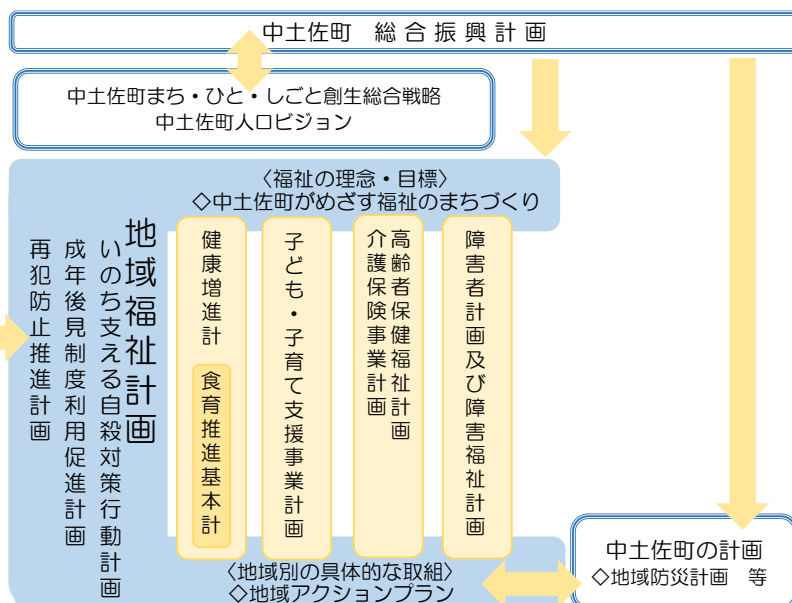 中土佐町　総合振興計画
中土佐町まち・ひと・しごと創生総合戦略
中土佐町人口ビジョン
〈福祉の理念・目標〉
◇中土佐町がめざす福祉のまちづくり
地域福祉計画
いのち支える自殺対策行動計画
成年後見制度利用促進計画
再犯防止推進計画
健康増進計
食育推進基本計
子ども・子育て支援事業計画
高齢者保健福祉計画
介護保険事業計画
障害者計画及び障害福祉計画
〈地域別の具体的な取組〉
◇地域アクションプラン
中土佐町の計画
◇地域防災計画　等